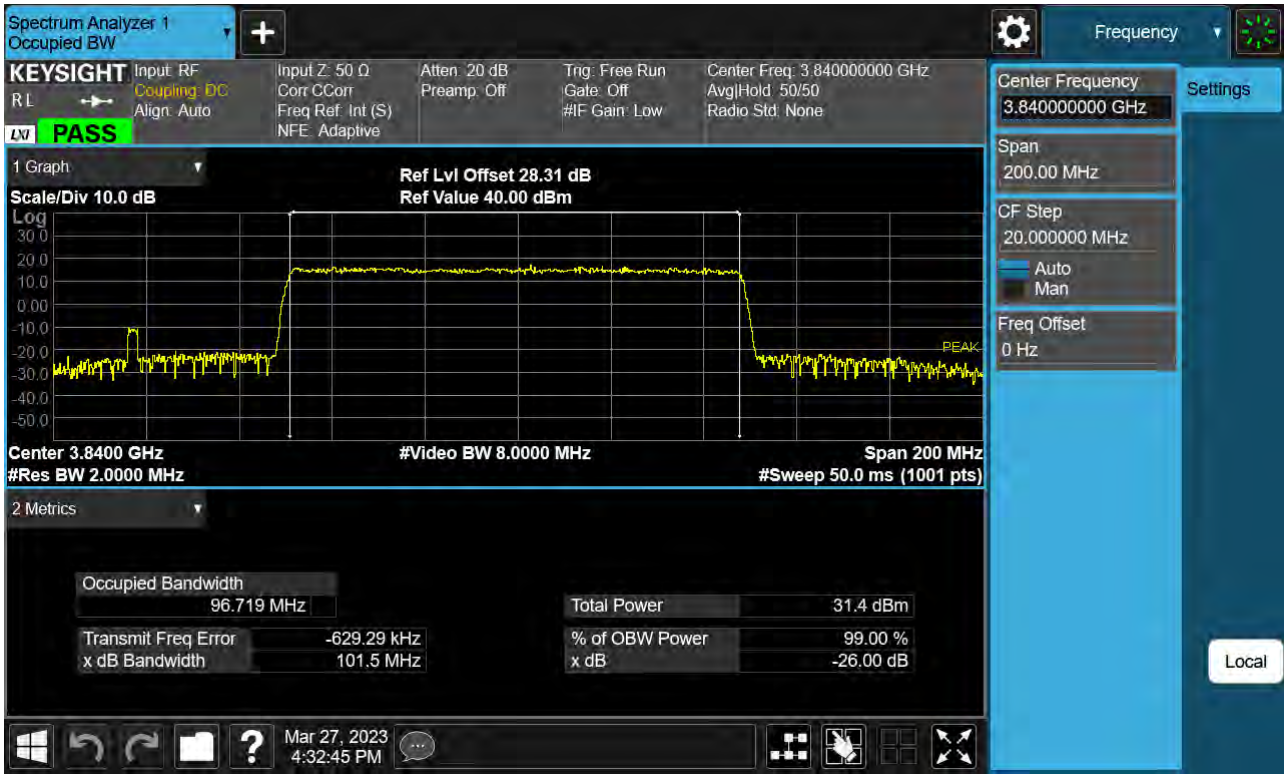 Spectrum Analyzer 1
Occupied BW
Frequency
KEYSIGHT
RL
LXI
PASS
Input: RF
Coupling: DC
Align: Auto
Input Z: 50 Ω
Corr CCorr
Freq Ref: Int (S)
NFE: Adaptive
Atten: 20 dB
Preamp: Off
Trig: Free Run
Gate: Off
#IF Gain: Low
Center Freq: 3.840000000 GHz
Avg|Hold: 50/50
Radio Std: None
Center Frequency
3.840000000 GHz
Settings
Span
200.00 MHz
CF Step
20.000000 MHz
Auto
Man
Freq Offset
0 Hz
1 Graph
Ref Lvl Offset 28.31 dB
Scale/Div 10.0 dB
Ref Value 40.00 dBm
Log
30.0
20.0
10.0
0.00
-10.0
-20.0
-30.0
-40.0
-50.0
PEAK
Center 3.8400 GHz
#Video BW 8.0000 MHz
Span 200 MHz
#Res BW 2.0000 MHz
#Sweep 50.0 ms (1001 pts)
2 Metrics
Occupied Bandwidth
96.719 MHz
Total Power 31.4 dBm
Transmit Freq Error -629.29 kHz
% of OBW Power 99.00 %
x dB Bandwidth 101.5 MHz
x dB -26.00 dB
Local
?
Mar 27, 2023
4:32:45 PM